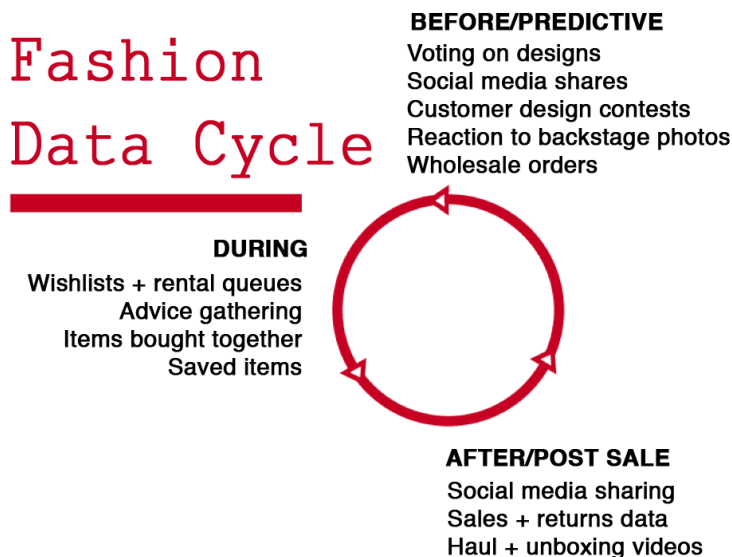 Fashion
Data Cycle
BEFORE/PREDICTIVE
Voting on designs
Social media shares
Customer design contests
Reaction to backstage photos
Wholesale orders
DURING
Wishlists + rental queues
Advice gathering
Items bought together
Saved items
AFTER/POST SALE
Social media sharing
Sales + returns data
Haul + unboxing videos